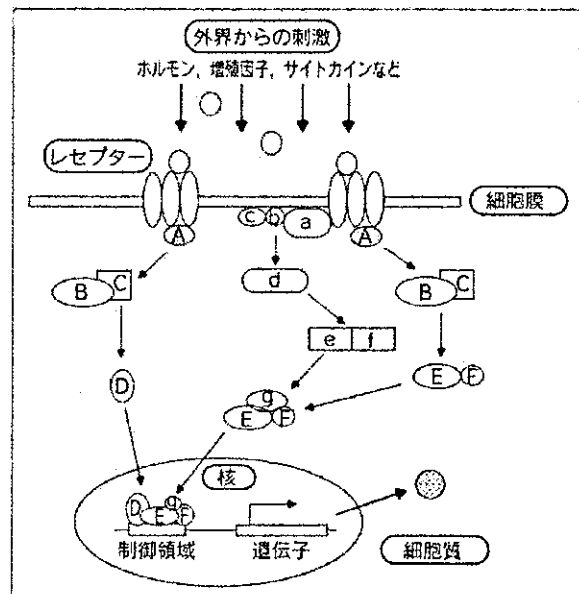 外界からの刺激
ホルモン、増殖因子、サイトカインなど
レセプター
細胞膜
A
c b a
A
B C
d
B C
e f
D
g
E F
E F
核
D E g F
制御領域
遺伝子
細胞質